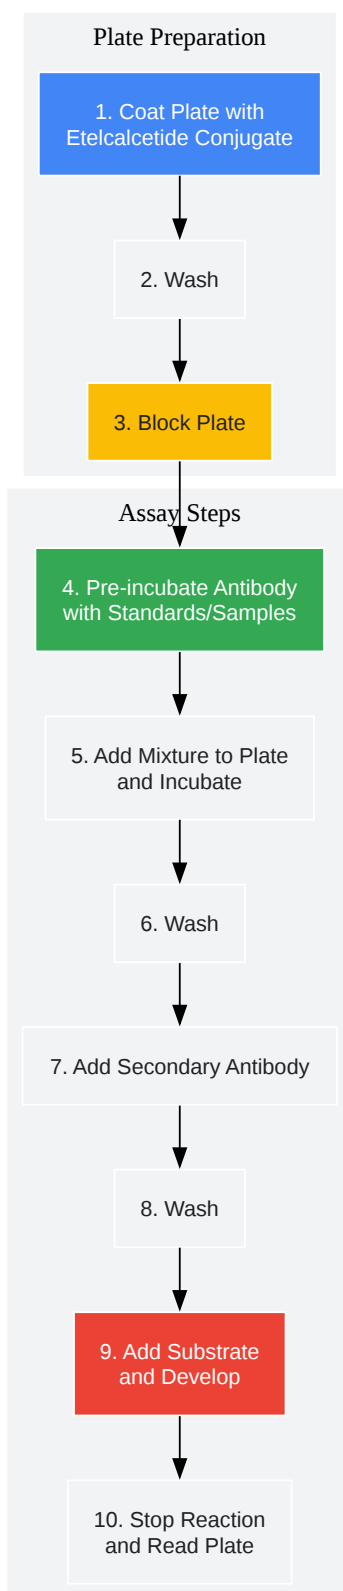 Plate Preparation
1. Coat Plate with
Etelcalcetide Conjugate
2. Wash
3. Block Plate
Assay Steps
4. Pre-incubate Antibody
with Standards/Samples
5. Add Mixture to Plate
and Incubate
6. Wash
7. Add Secondary Antibody
8. Wash
9. Add Substrate
and Develop
10. Stop Reaction
and Read Plate